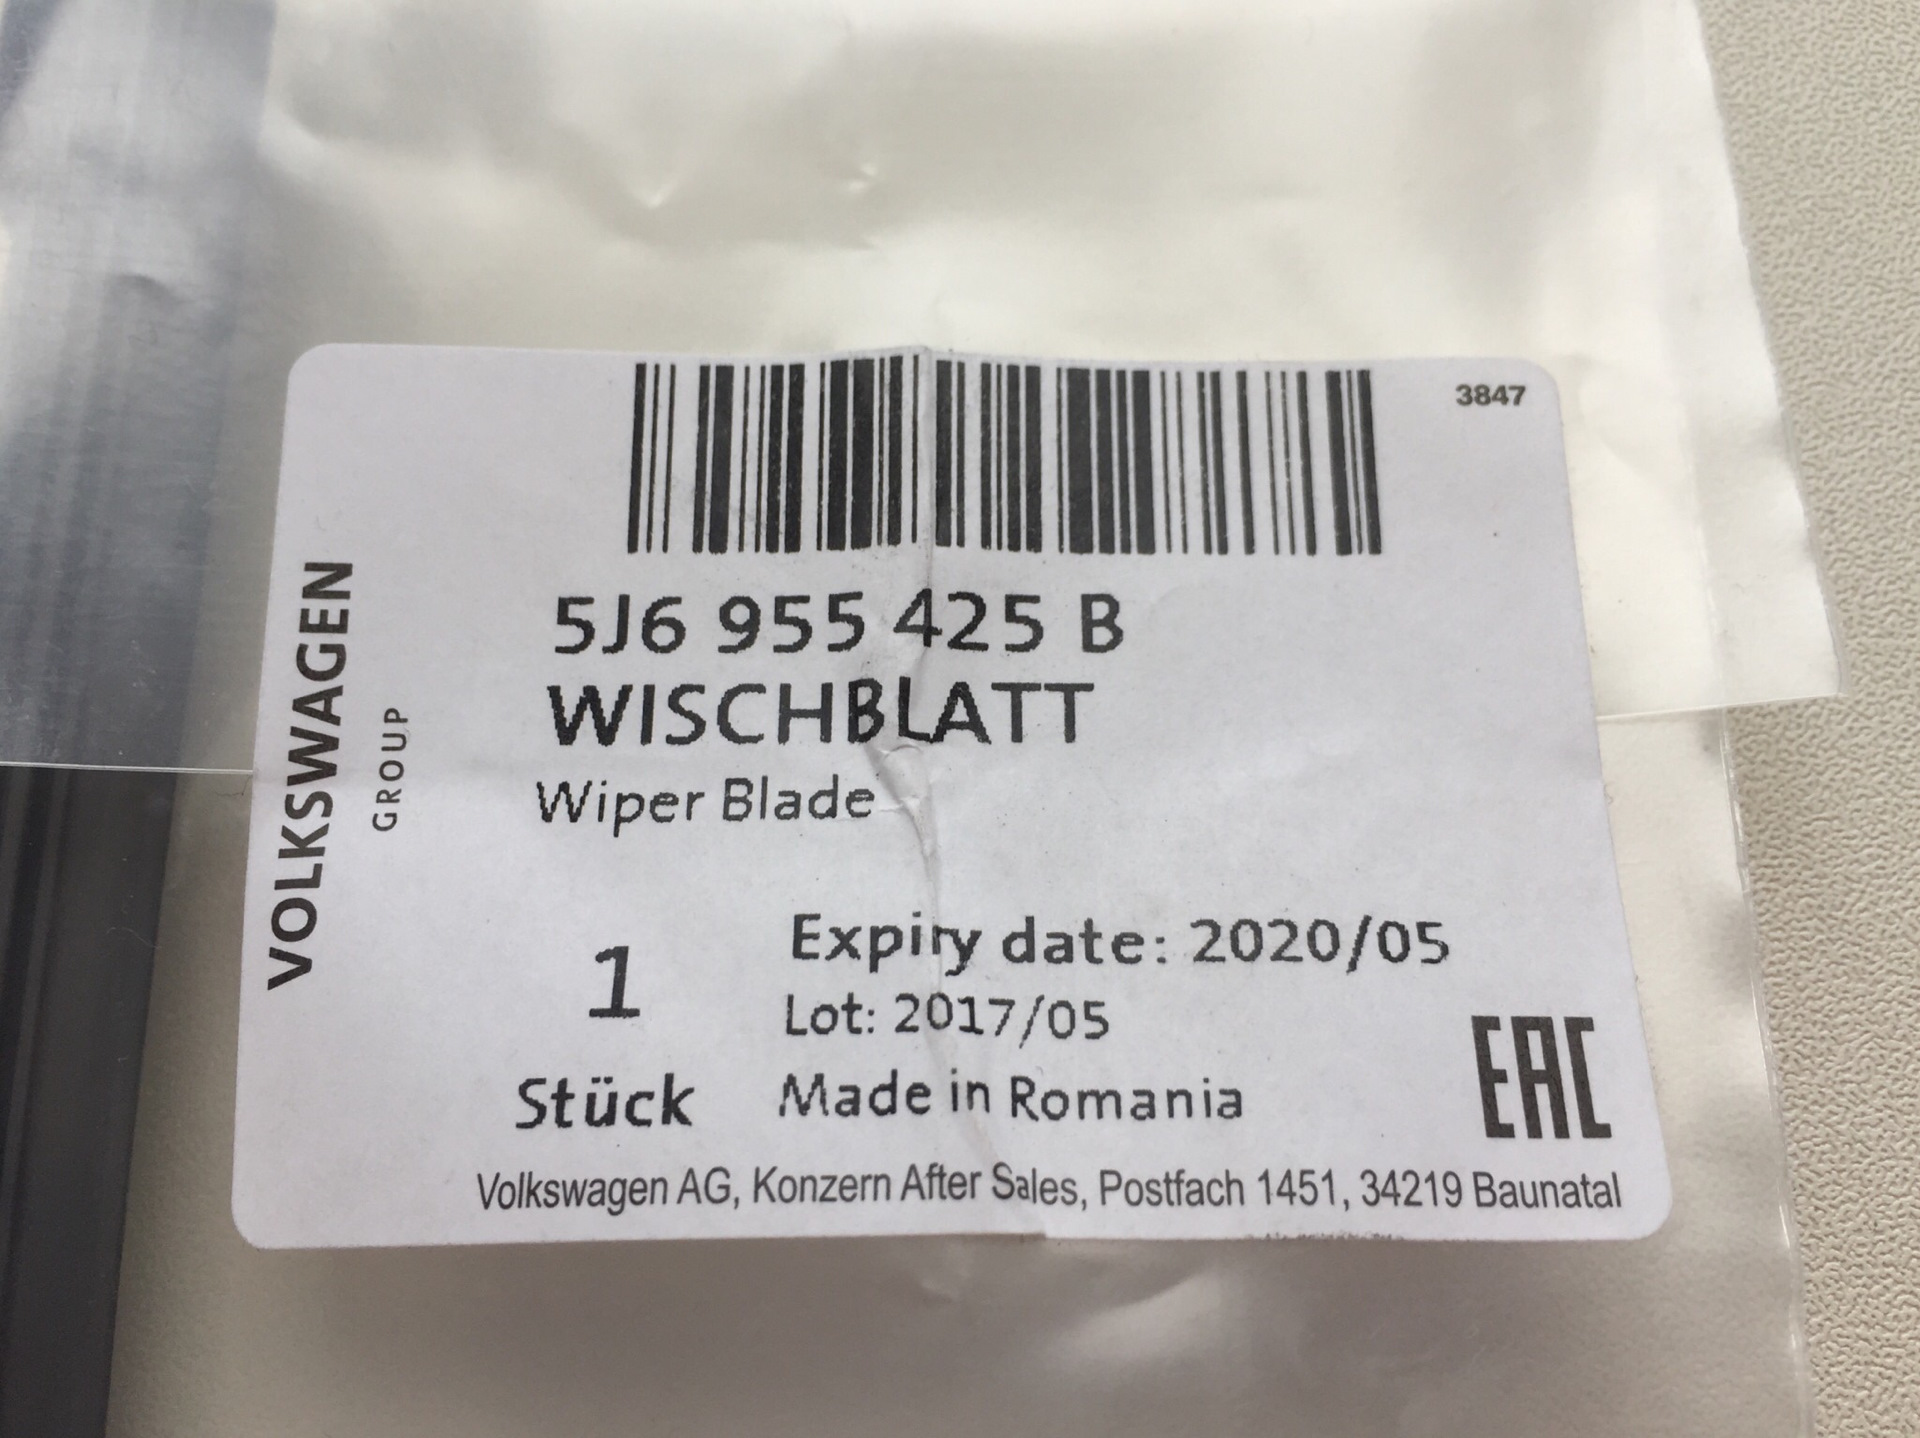 3847
VOLKSWAGEN
GROUP
5J6 955 425 B
WISCHBLATT
Wiper Blade
1
Stück
Expiry date: 2020/05
Lot: 2017/05
Made in Romania
EAC
Volkswagen AG, Konzern After Sales, Postfach 1451, 34219 Baunatal